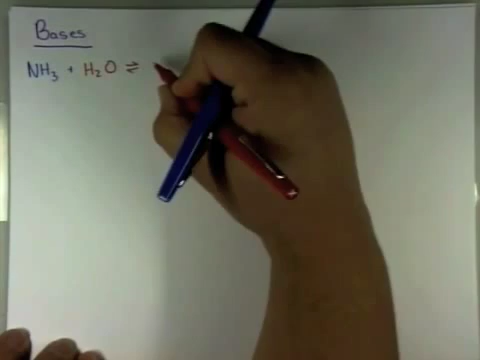 Bases
NH₃ + H₂O ⇌